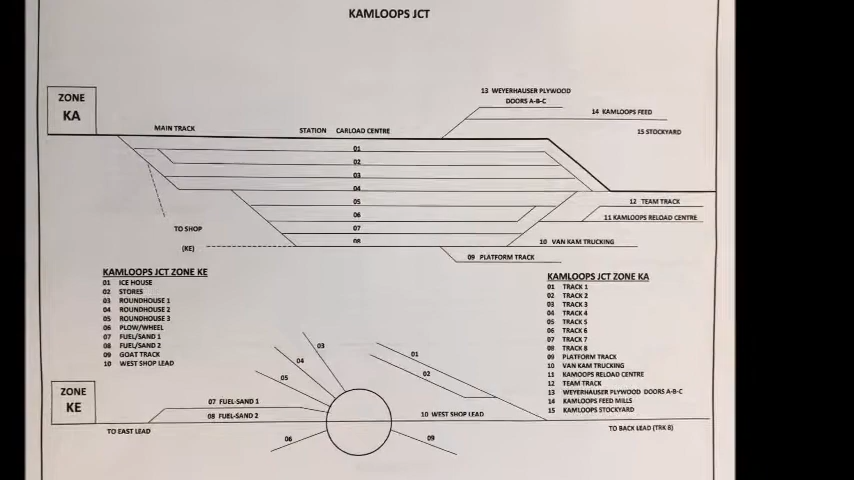 KAMLOOPS JCT
ZONE
KA
13 WEYERHAUSER PLYWOOD
DOORS A-B-C
14 KAMLOOPS FEED
MAIN TRACK
STATION CARLOAD CENTRE
15 STOCKYARD
01
02
03
04
05
06
07
08
12 TEAM TRACK
11 KAMLOOPS RELOAD CENTRE
TO SHOP
(KE)
10 VAN KAM TRUCKING
09 PLATFORM TRACK
KAMLOOPS JCT ZONE KE
01 ICE HOUSE
02 STORES
03 ROUNDHOUSE 1
04 ROUNDHOUSE 2
05 ROUNDHOUSE 3
06 PLOW/WHEEL
07 FUEL/SAND 1
08 FUEL/SAND 2
09 GOAT TRACK
10 WEST SHOP LEAD
KAMLOOPS JCT ZONE KA
01 TRACK 1
02 TRACK 2
03 TRACK 3
04 TRACK 4
05 TRACK 5
06 TRACK 6
07 TRACK 7
08 TRACK 8
09 PLATFORM TRACK
10 VAN KAM TRUCKING
11 KAMOOPS RELOAD CENTRE
12 TEAM TRACK
13 WEYERHAUSER PLYWOOD DOORS A-B-C
14 KAMLOOPS FEED MILLS
15 KAMLOOPS STOCKYARD
ZONE
KE
03
04
05
01
02
07 FUEL-SAND 1
08 FUEL-SAND 2
10 WEST SHOP LEAD
TO EAST LEAD
TO BACK LEAD (TRK 8)
06
09